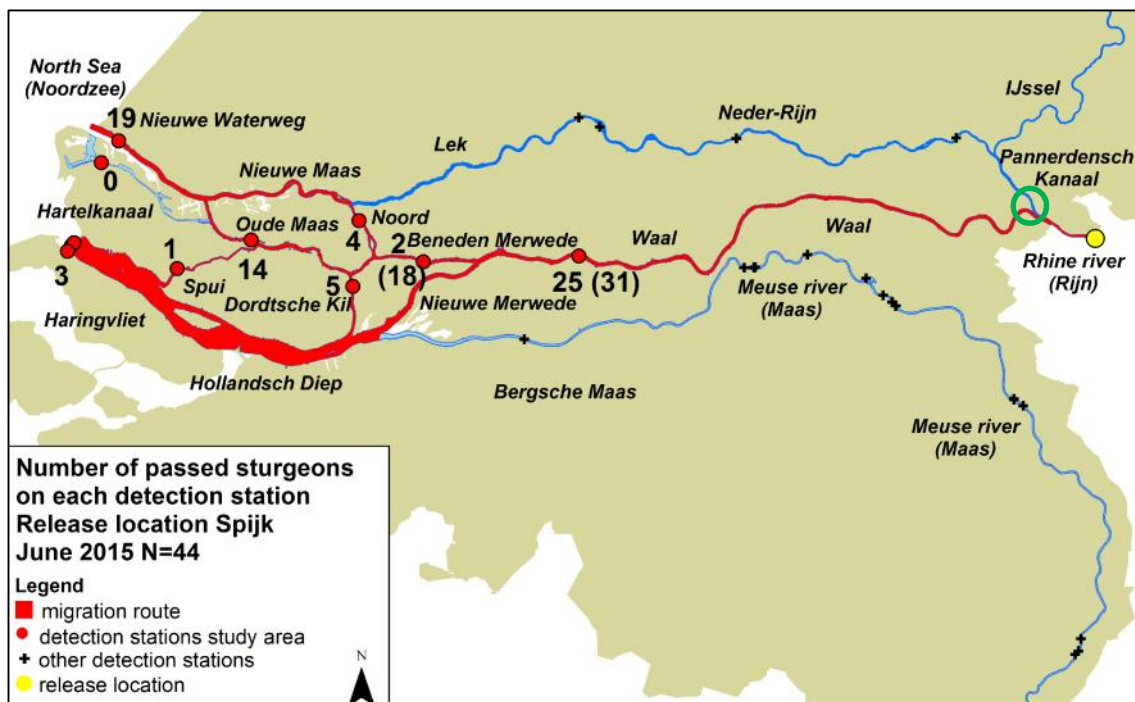 North Sea
(Noordzee)
19
Nieuwe Waterweg
0
Hartelkanaal
Nieuwe Maas
Lek
Neder-Rijn
IJssel
Pannerdensch
Kanaal
Oude Maas
Noord
4
2
(18)
Beneden Merwede
Waal
Waal
Rhine river
(Rijn)
1
14
Spui
3
Haringvliet
5
Dordtsche Kil
25 (31)
Nieuwe Merwede
Meuse river
(Maas)
Hollandsch Diep
Bergsche Maas
Meuse river
(Maas)
Number of passed sturgeons
on each detection station
Release location Spijk
June 2015 N=44
Legend
migration route
detection stations study area
other detection stations
release location
N